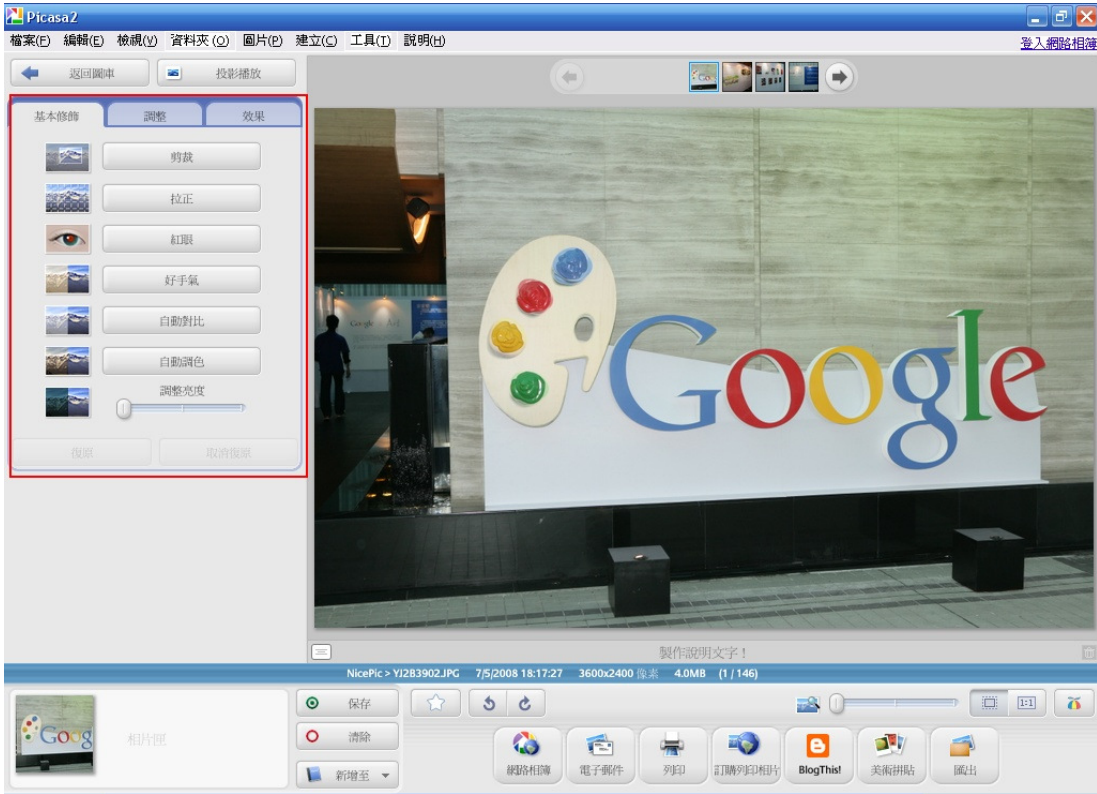 Picasa2
檔案(F) 編輯(E) 檢視(V) 資料夾(O) 圖片(P) 建立(C) 工具(T) 說明(H)
登入網路相簿
返回圖庫 投影播放
基本修飾 調整 效果
剪裁
拉正
紅眼
好手氣
自動對比
自動調色
調整亮度
復原 取消復原
Google
製作說明文字！
NicePic > YJ2B3902.JPG 7/5/2008 18:17:27 3600x2400 像素 4.0MB (1 / 146)
相片匣
保存
清除
新增至
1:1
網路相簿 電子郵件 列印 訂購列印相片 BlogThis! 美術拼貼 匯出